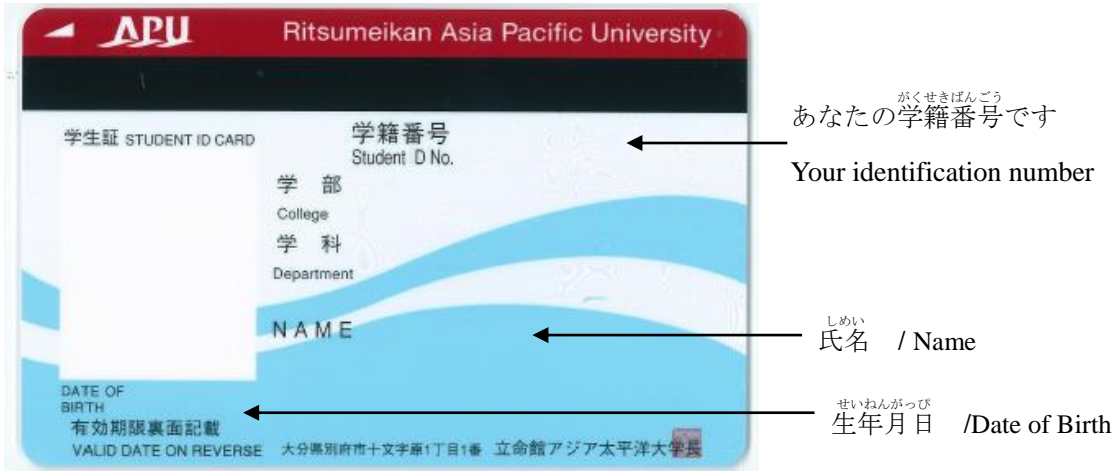 APU Ritsumeikan Asia Pacific University
学生証 STUDENT ID CARD
学籍番号
Student D No.
学 部
College
学 科
Department
NAME
DATE OF
BIRTH
有効期限裏面記載
VALID DATE ON REVERSE
大分県別府市十文字原1丁目1番 立命館アジア太平洋大学長
がくせきばんごう
あなたの学籍番号です
Your identification number
しめい
氏名 / Name
せいねんがっぴ
生年月日 /Date of Birth